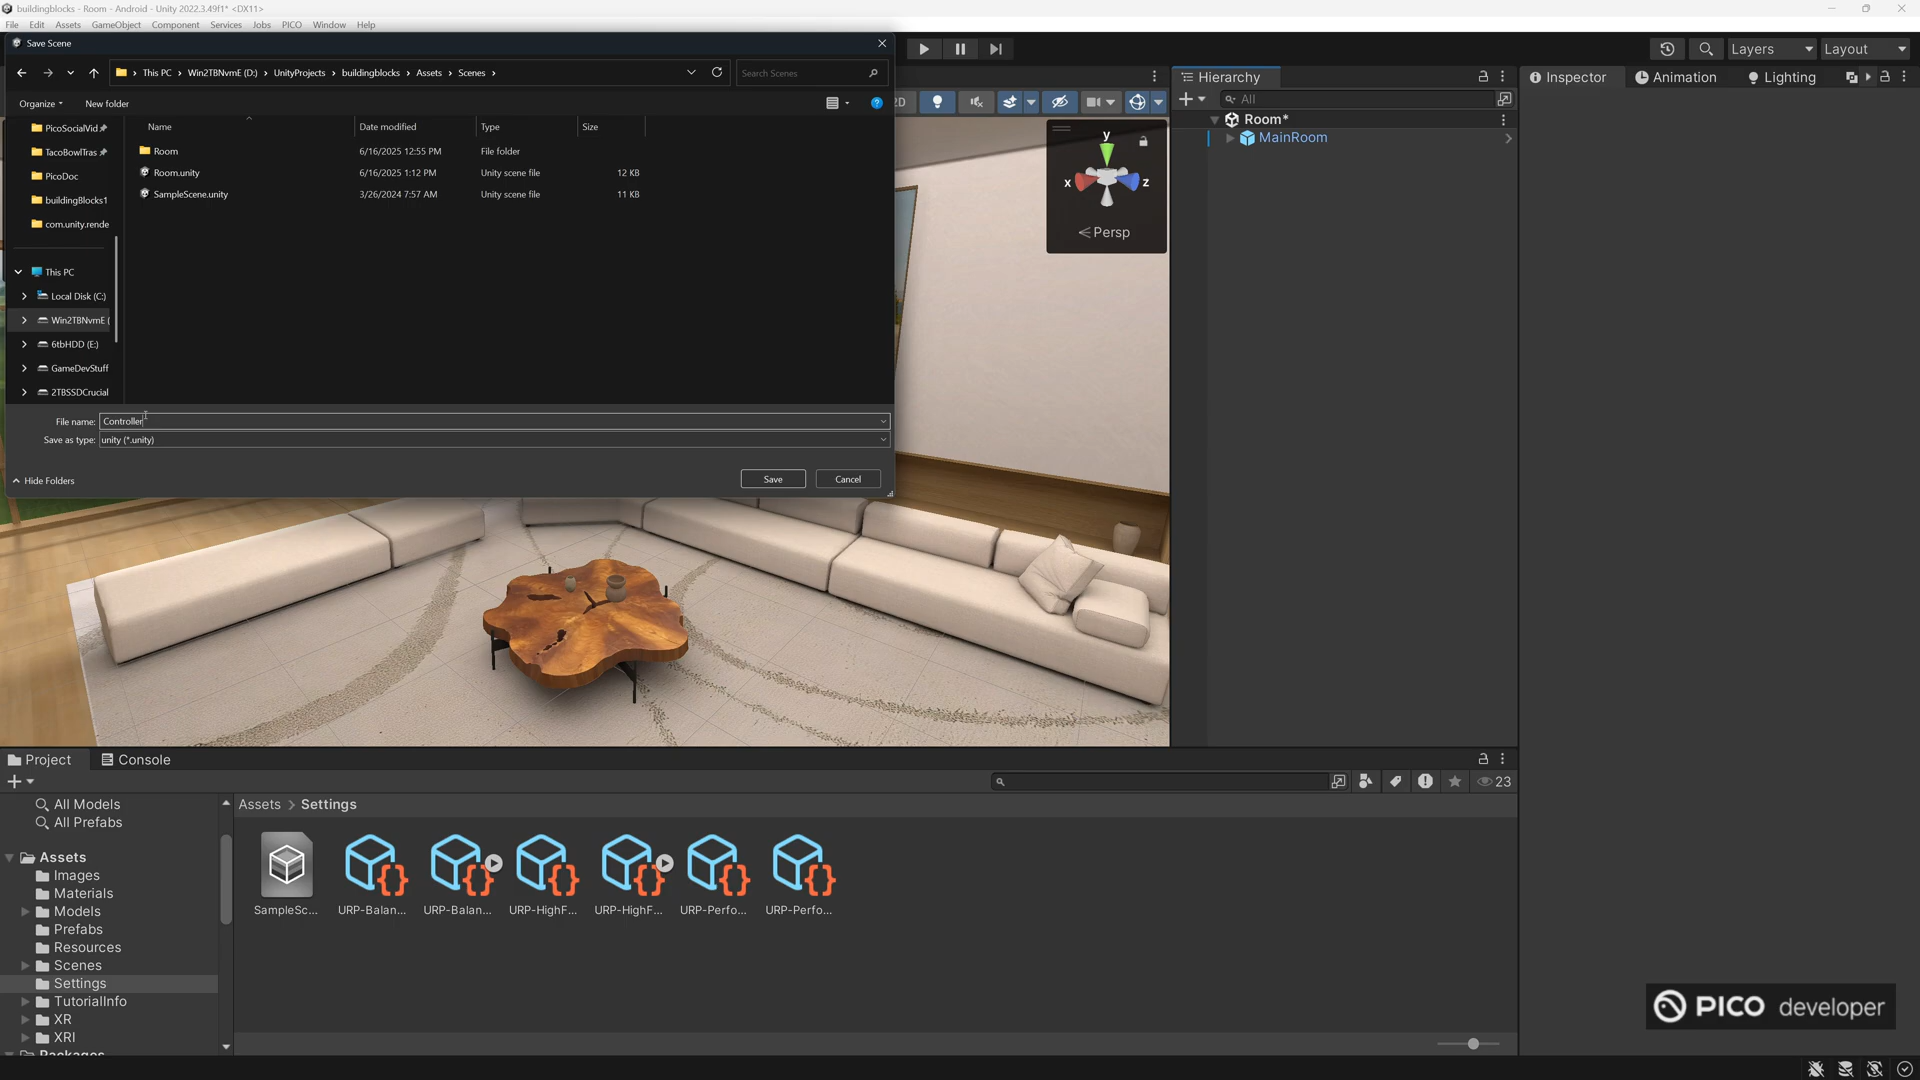 buildingblocks - Room - Android - Unity 2022.3.49f1* <DX11>
File Edit Assets GameObject Component Services Jobs PICO Window Help
Save Scene
This PC > Win2TBNvmE (D:) > UnityProjects > buildingblocks > Assets > Scenes >
Search Scenes
Organize
New folder
Name Date modified Type Size
Room 6/16/2025 12:55 PM File folder
Room.unity 6/16/2025 1:12 PM Unity scene file 12 KB
SampleScene.unity 3/26/2024 7:57 AM Unity scene file 11 KB
PicoSocialVid
TacoBowlTras
PicoDoc
buildingBlocks1
com.unity.rende
This PC
Local Disk (C:)
Win2TBNvmE (
6tbHDD (E:)
GameDevStuff
2TBSSDCrucial
File name: Controller
Save as type: unity (*.unity)
Hide Folders
Save
Cancel
Layers
Layout
2D
y
x
z
Persp
Hierarchy
All
Room*
MainRoom
Inspector
Animation
Lighting
Project
Console
23
All Models
All Prefabs
Assets
Images
Materials
Models
Prefabs
Resources
Scenes
Settings
TutorialInfo
XR
XRI
Packages
Assets > Settings
SampleSc...
URP-Balan...
URP-Balan...
URP-HighF...
URP-HighF...
URP-Perfo...
URP-Perfo...
PICO developer